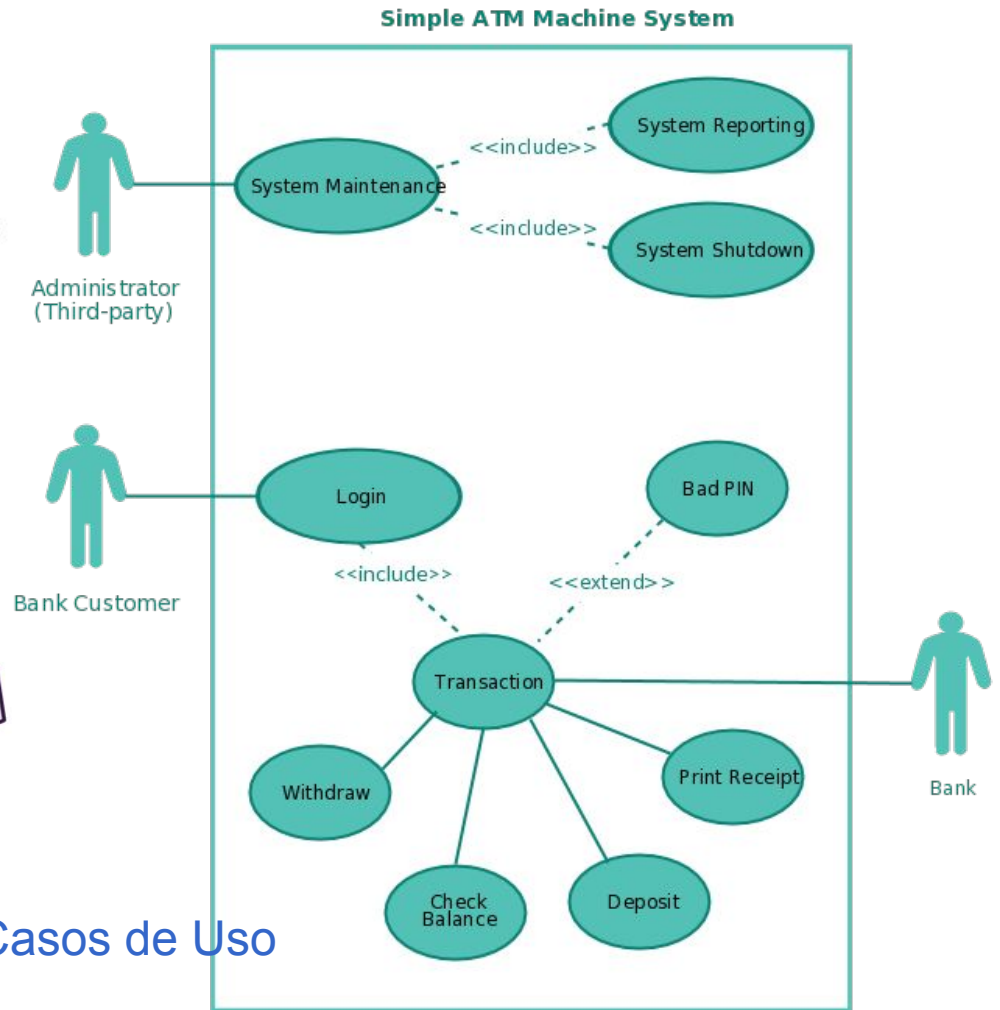 Simple ATM Machine System
System Reporting
<<include>>
System Maintenance
<<include>>
System Shutdown
Administrator
(Third-party)
Login
Bad PIN
<<include>>
<<extend>>
Bank Customer
Transaction
Print Receipt
Withdraw
Bank
Check
Balance
Deposit
Casos de Uso